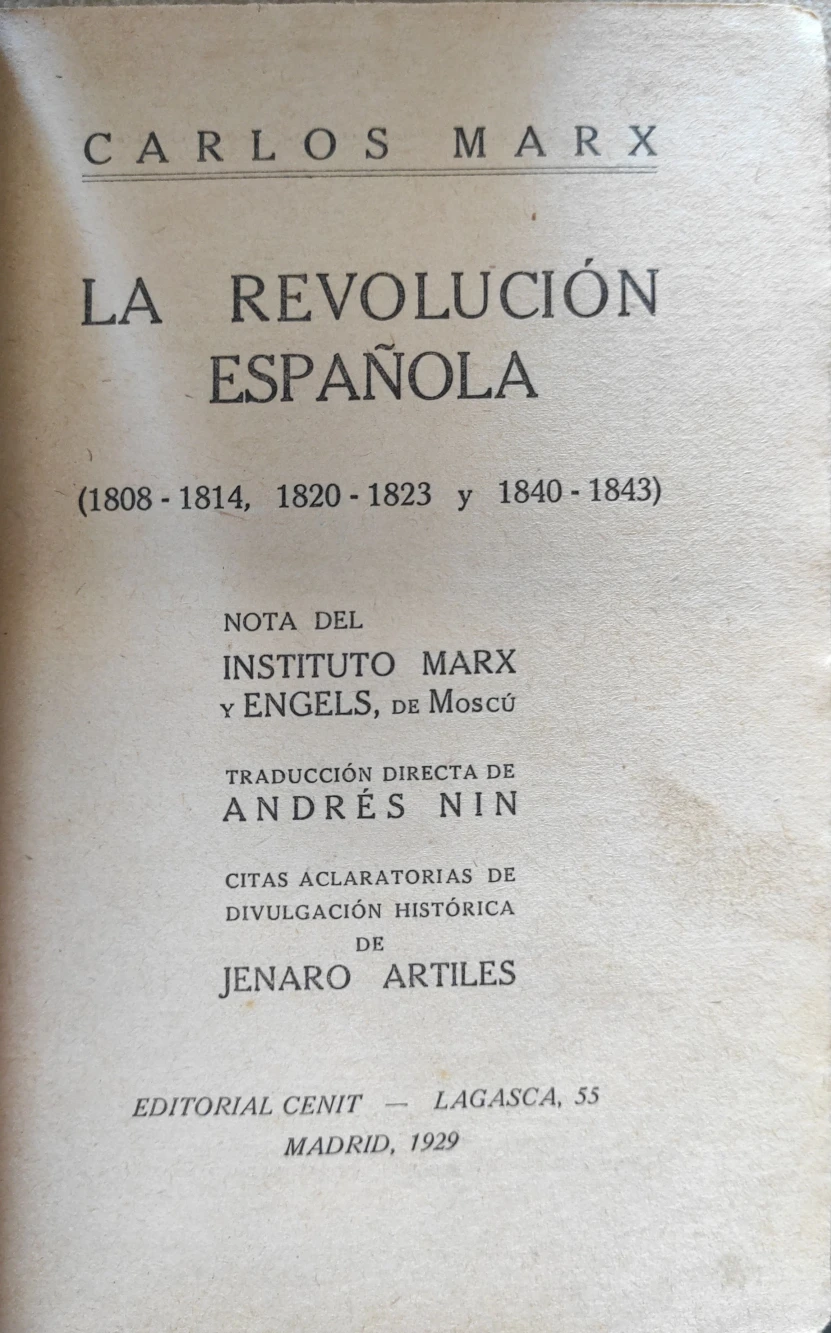 CARLOS MARX
LA REVOLUCIÓN
ESPAÑOLA
(1808 - 1814, 1820 - 1823 y 1840 - 1843)
NOTA DEL
INSTITUTO MARX
Y ENGELS, DE MOSCÚ
TRADUCCIÓN DIRECTA DE
ANDRÉS NIN
CITAS ACLARATORIAS DE
DIVULGACIÓN HISTÓRICA
DE
JENARO ARTILES
EDITORIAL CENIT — LAGASCA, 55
MADRID, 1929